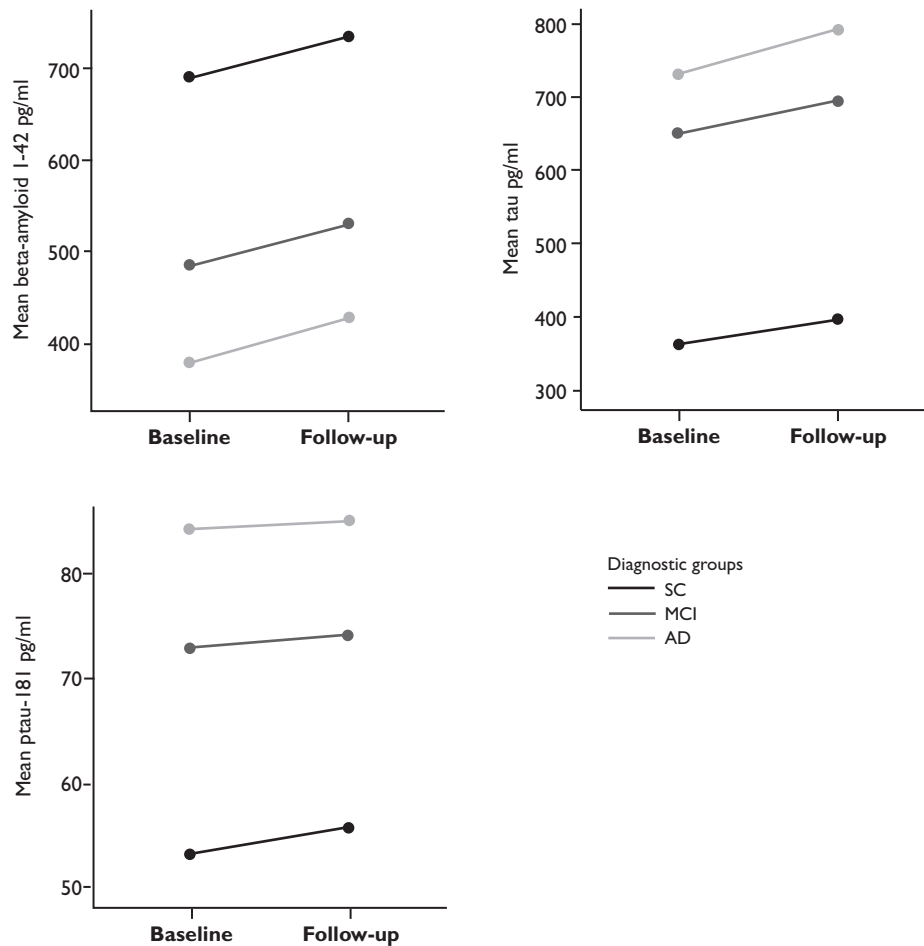 Mean beta-amyloid 1-42 pg/ml
700
600
500
400
Baseline
Follow-up
Mean tau pg/ml
800
700
600
500
400
300
Baseline
Follow-up
Mean ptau-181 pg/ml
80
70
60
50
Baseline
Follow-up
Diagnostic groups
SC
MCI
AD